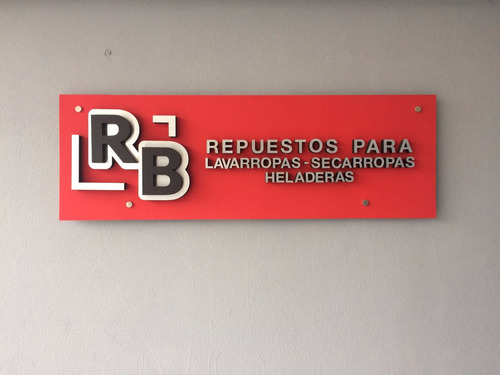 RB
REPUESTOS PARA
LAVARROPAS-SECARROPAS
HELADERAS